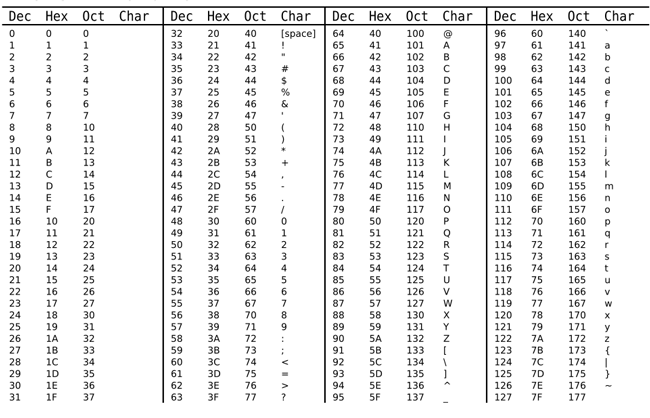 Dec Hex Oct Char Dec Hex Oct Char Dec Hex Oct Char Dec Hex Oct Char
0 0 0 32 20 40 [space] 64 40 100 @ 96 60 140 `
1 1 1 33 21 41 ! 65 41 101 A 97 61 141 a
2 2 2 34 22 42 " 66 42 102 B 98 62 142 b
3 3 3 35 23 43 # 67 43 103 C 99 63 143 c
4 4 4 36 24 44 $ 68 44 104 D 100 64 144 d
5 5 5 37 25 45 % 69 45 105 E 101 65 145 e
6 6 6 38 26 46 & 70 46 106 F 102 66 146 f
7 7 7 39 27 47 ' 71 47 107 G 103 67 147 g
8 8 10 40 28 50 ( 72 48 110 H 104 68 150 h
9 9 11 41 29 51 ) 73 49 111 I 105 69 151 i
10 A 12 42 2A 52 * 74 4A 112 J 106 6A 152 j
11 B 13 43 2B 53 + 75 4B 113 K 107 6B 153 k
12 C 14 44 2C 54 , 76 4C 114 L 108 6C 154 l
13 D 15 45 2D 55 - 77 4D 115 M 109 6D 155 m
14 E 16 46 2E 56 . 78 4E 116 N 110 6E 156 n
15 F 17 47 2F 57 / 79 4F 117 O 111 6F 157 o
16 10 20 48 30 60 0 80 50 120 P 112 70 160 p
17 11 21 49 31 61 1 81 51 121 Q 113 71 161 q
18 12 22 50 32 62 2 82 52 122 R 114 72 162 r
19 13 23 51 33 63 3 83 53 123 S 115 73 163 s
20 14 24 52 34 64 4 84 54 124 T 116 74 164 t
21 15 25 53 35 65 5 85 55 125 U 117 75 165 u
22 16 26 54 36 66 6 86 56 126 V 118 76 166 v
23 17 27 55 37 67 7 87 57 127 W 119 77 167 w
24 18 30 56 38 70 8 88 58 130 X 120 78 170 x
25 19 31 57 39 71 9 89 59 131 Y 121 79 171 y
26 1A 32 58 3A 72 : 90 5A 132 Z 122 7A 172 z
27 1B 33 59 3B 73 ; 91 5B 133 [ 123 7B 173 {
28 1C 34 60 3C 74 < 92 5C 134 \ 124 7C 174 |
29 1D 35 61 3D 75 = 93 5D 135 ] 125 7D 175 }
30 1E 36 62 3E 76 > 94 5E 136 ^ 126 7E 176 ~
31 1F 37 63 3F 77 ? 95 5F 137 _ 127 7F 177